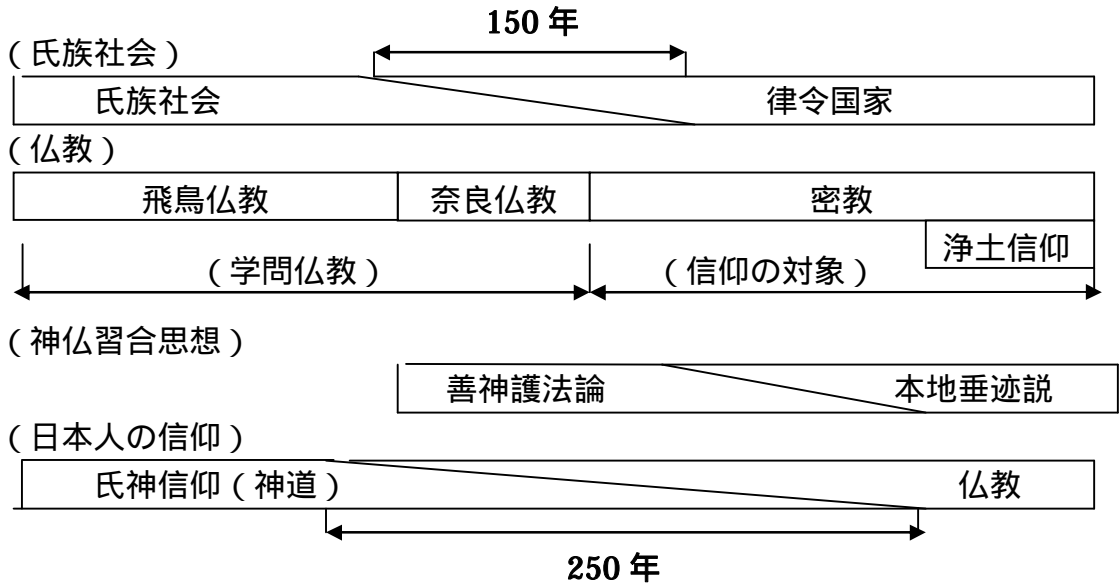 150 年
( 氏族社会 )
氏族社会 律令国家
( 仏教 )
飛鳥仏教 奈良仏教 密教
浄土信仰
( 学問仏教 ) ( 信仰の対象 )
( 神仏習合思想 )
善神護法論 本地垂迹説
( 日本人の信仰 )
氏神信仰 ( 神道 ) 仏教
250 年